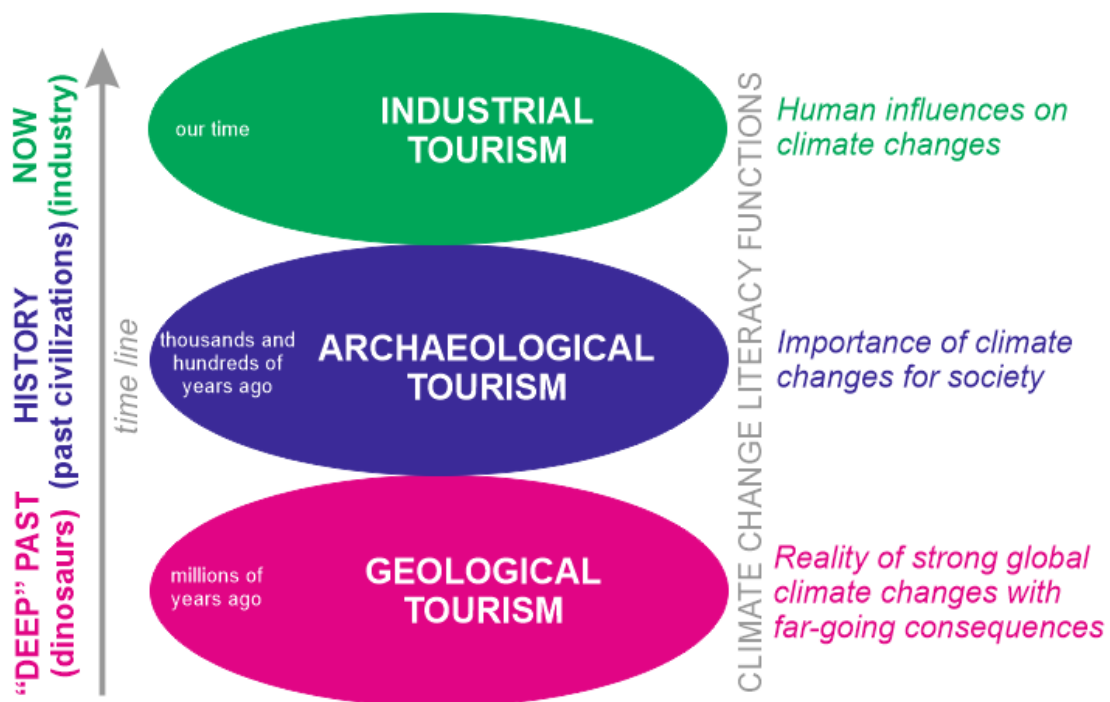 NOW
(industry)
our time
INDUSTRIAL
TOURISM
Human influences on
climate changes
HISTORY
(past civilizations)
time line
thousands and
hundreds of
years ago
ARCHAEOLOGICAL
TOURISM
Importance of climate
changes for society
"DEEP" PAST
(dinosaurs)
millions of
years ago
GEOLOGICAL
TOURISM
Reality of strong global
climate changes with
far-going consequences
CLIMATE CHANGE LITERACY FUNCTIONS